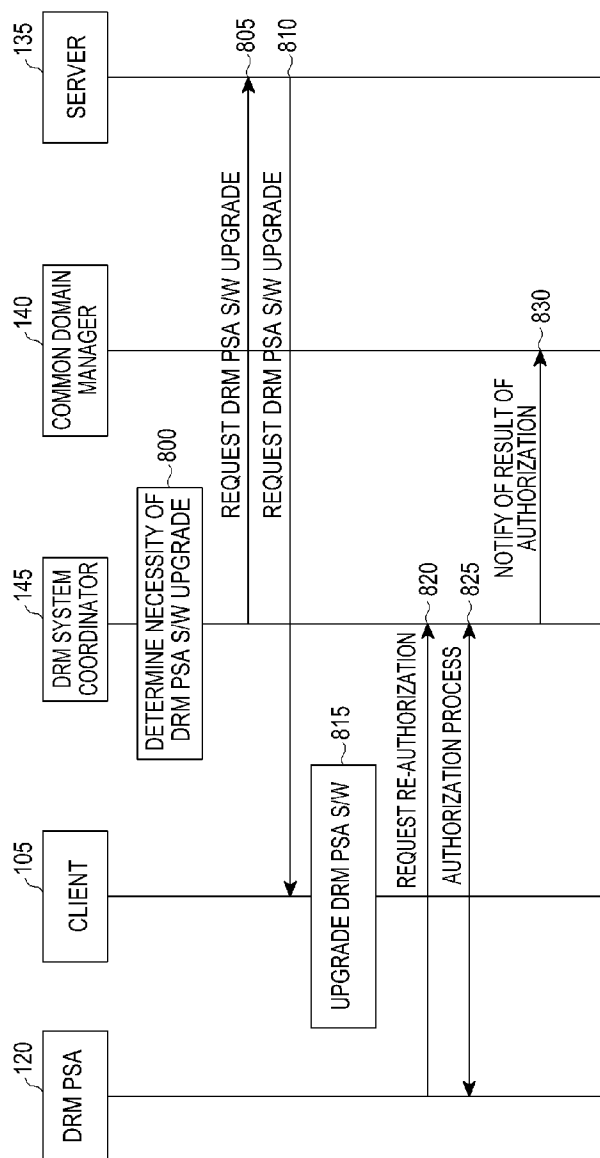 120
DRM PSA
105
CLIENT
145
DRM SYSTEM
COORDINATOR
140
COMMON DOMAIN
MANAGER
135
SERVER
800
DETERMINE NECESSITY OF
DRM PSA S/W UPGRADE
REQUEST DRM PSA S/W UPGRADE
805
REQUEST DRM PSA S/W UPGRADE
810
815
UPGRADE DRM PSA S/W
REQUEST RE-AUTHORIZATION
820
AUTHORIZATION PROCESS
825
NOTIFY OF RESULT OF
AUTHORIZATION
830